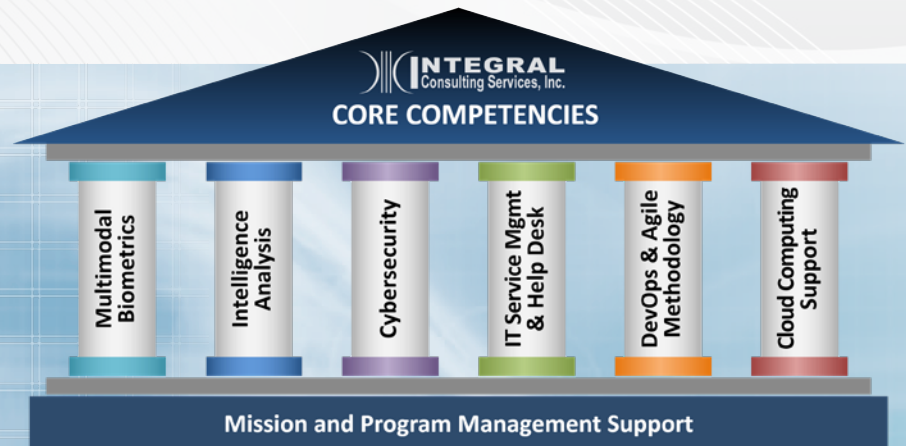 INTEGRAL
Consulting Services, Inc.
CORE COMPETENCIES
Multimodal
Biometrics
Intelligence
Analysis
Cybersecurity
IT Service Mgmt
& Help Desk
DevOps & Agile
Methodology
Cloud Computing
Support
Mission and Program Management Support